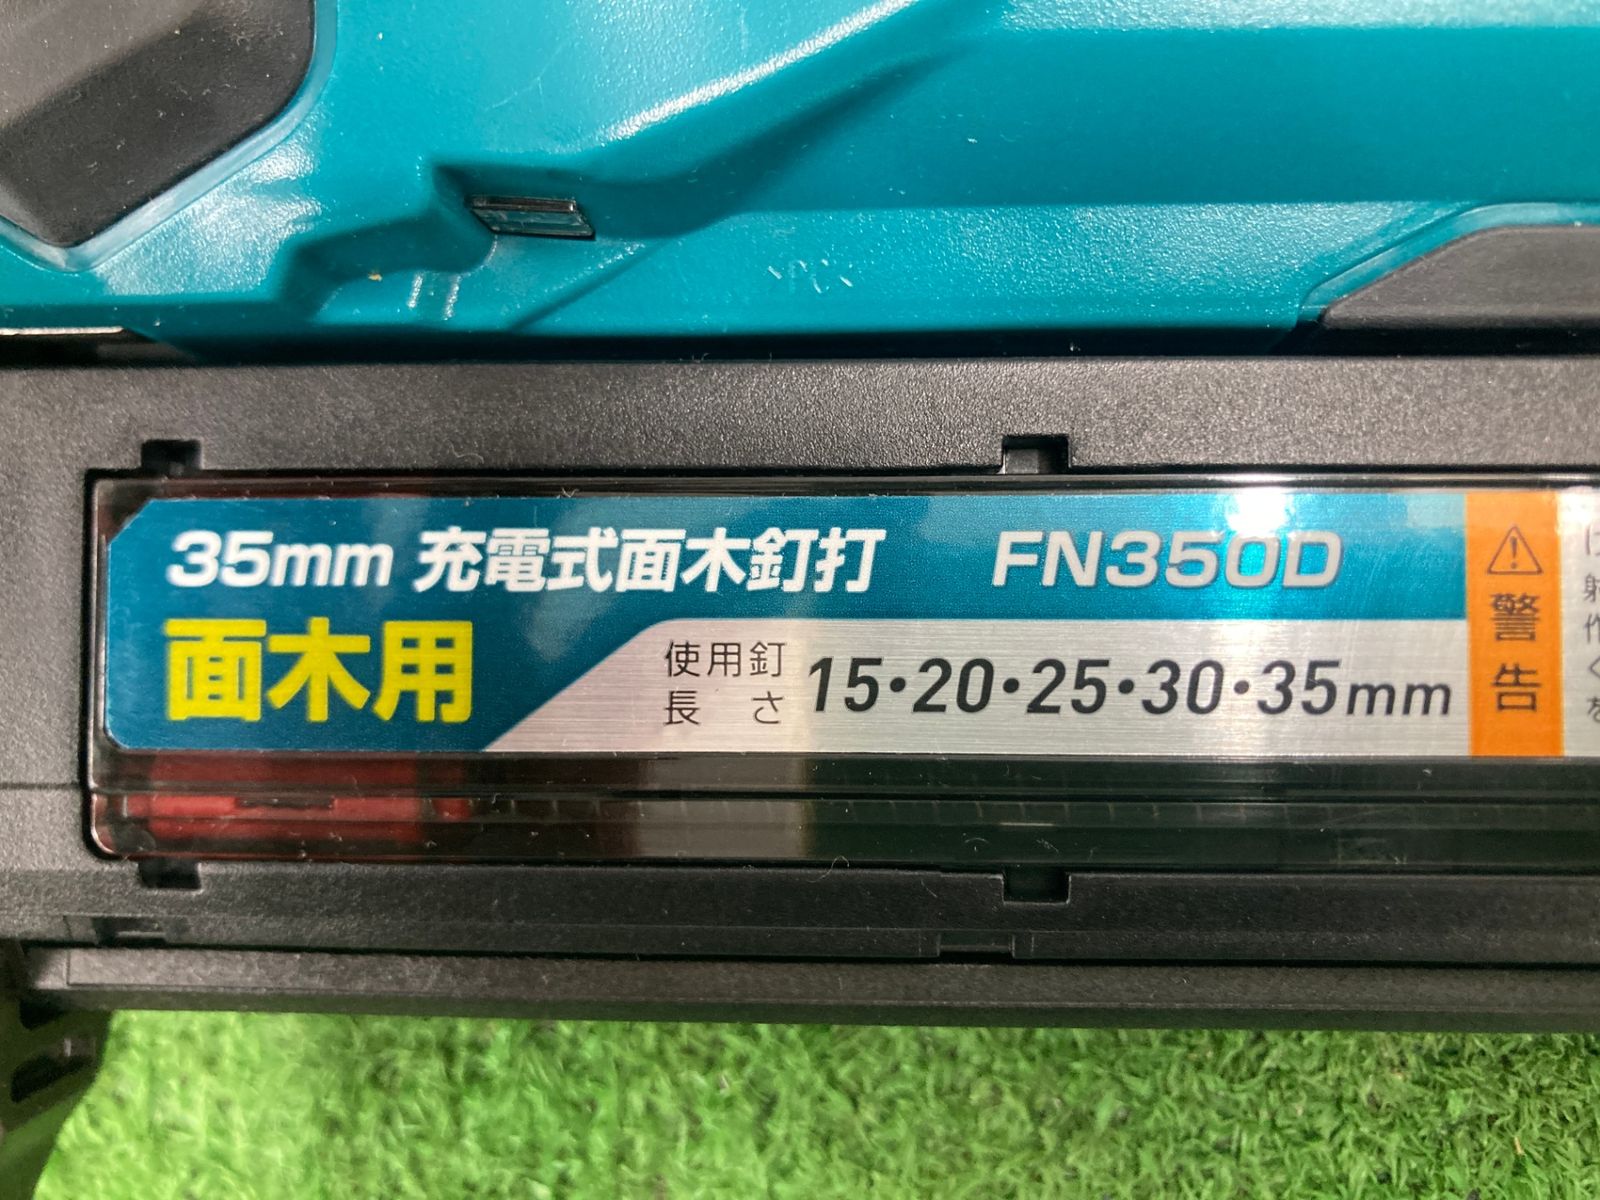 35mm 充電式面木釘打 FN350D
面木用
使用釘
長さ
15・20・25・30・35mm
警告